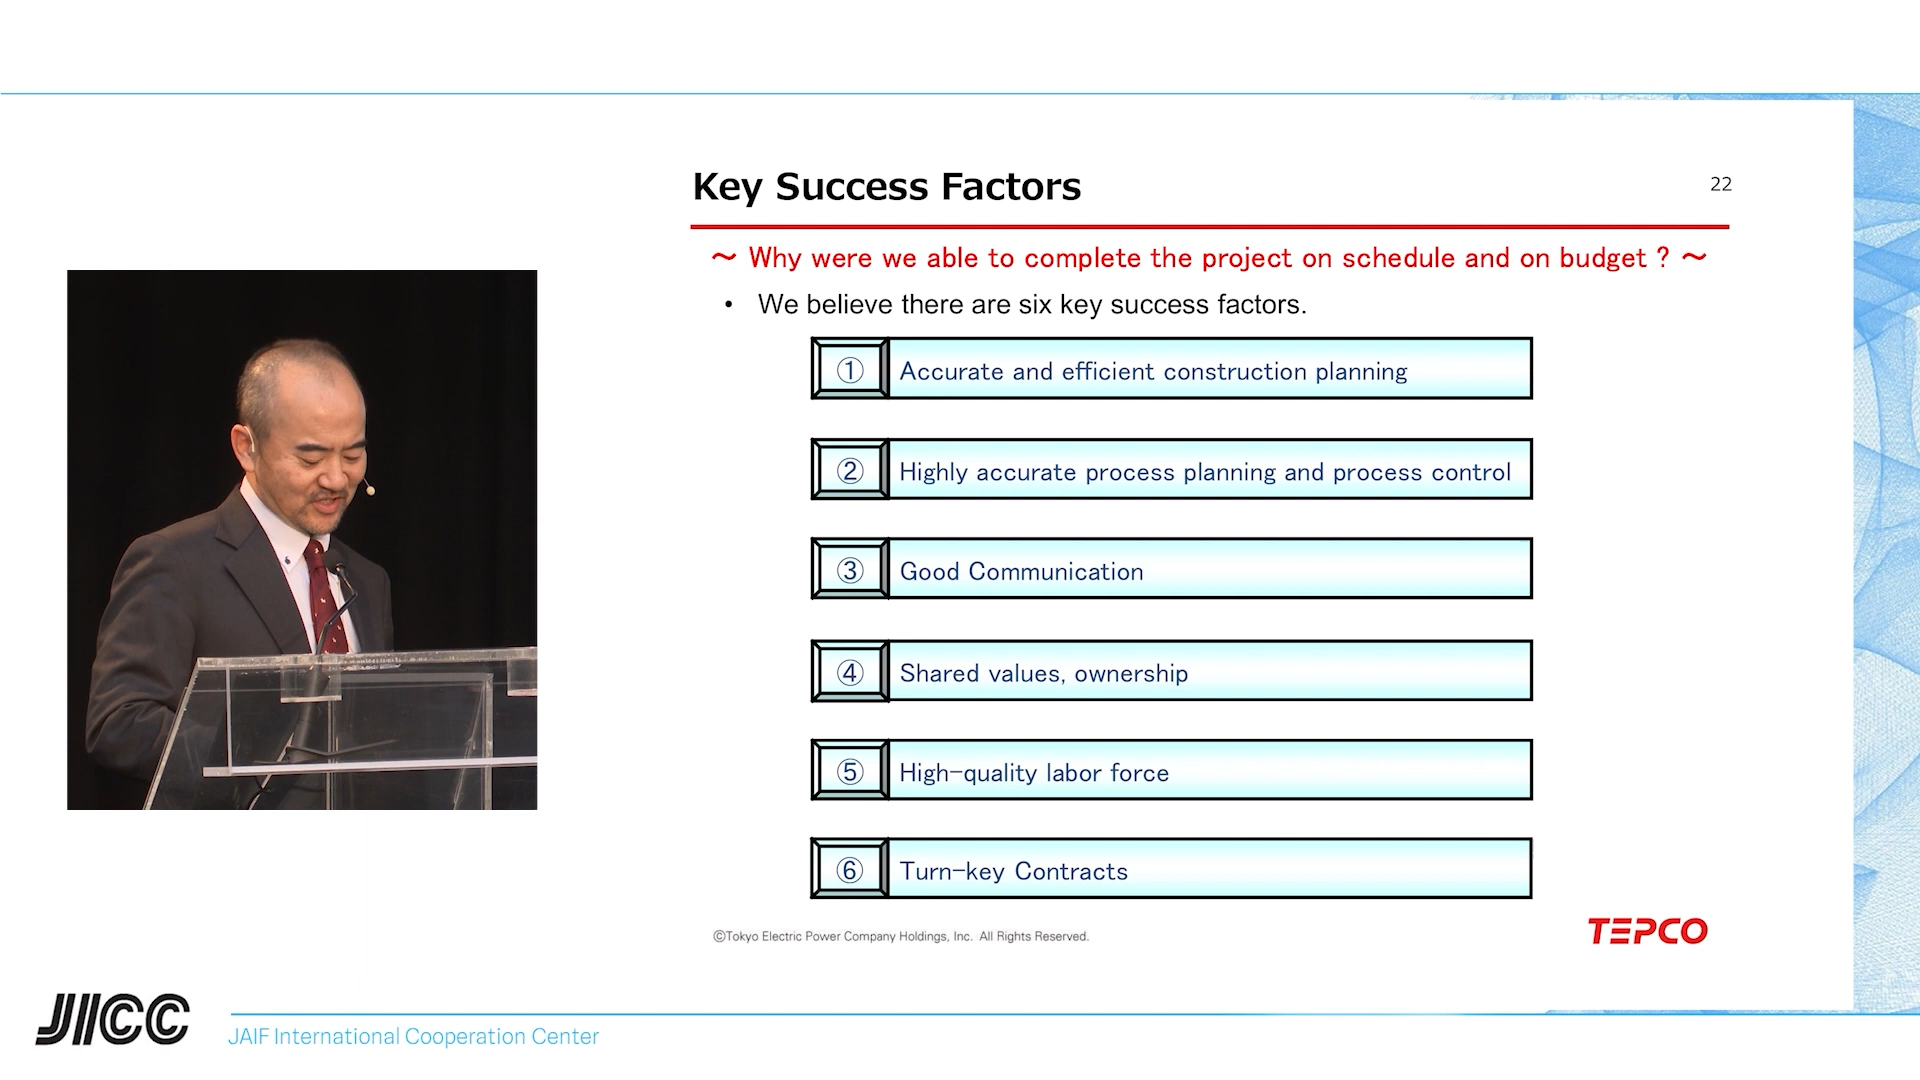 Key Success Factors
22
～ Why were we able to complete the project on schedule and on budget ? ～
• We believe there are six key success factors.
① Accurate and efficient construction planning
② Highly accurate process planning and process control
③ Good Communication
④ Shared values, ownership
⑤ High-quality labor force
⑥ Turn-key Contracts
©Tokyo Electric Power Company Holdings, Inc. All Rights Reserved.
TEPCO
JICC
JAIF International Cooperation Center